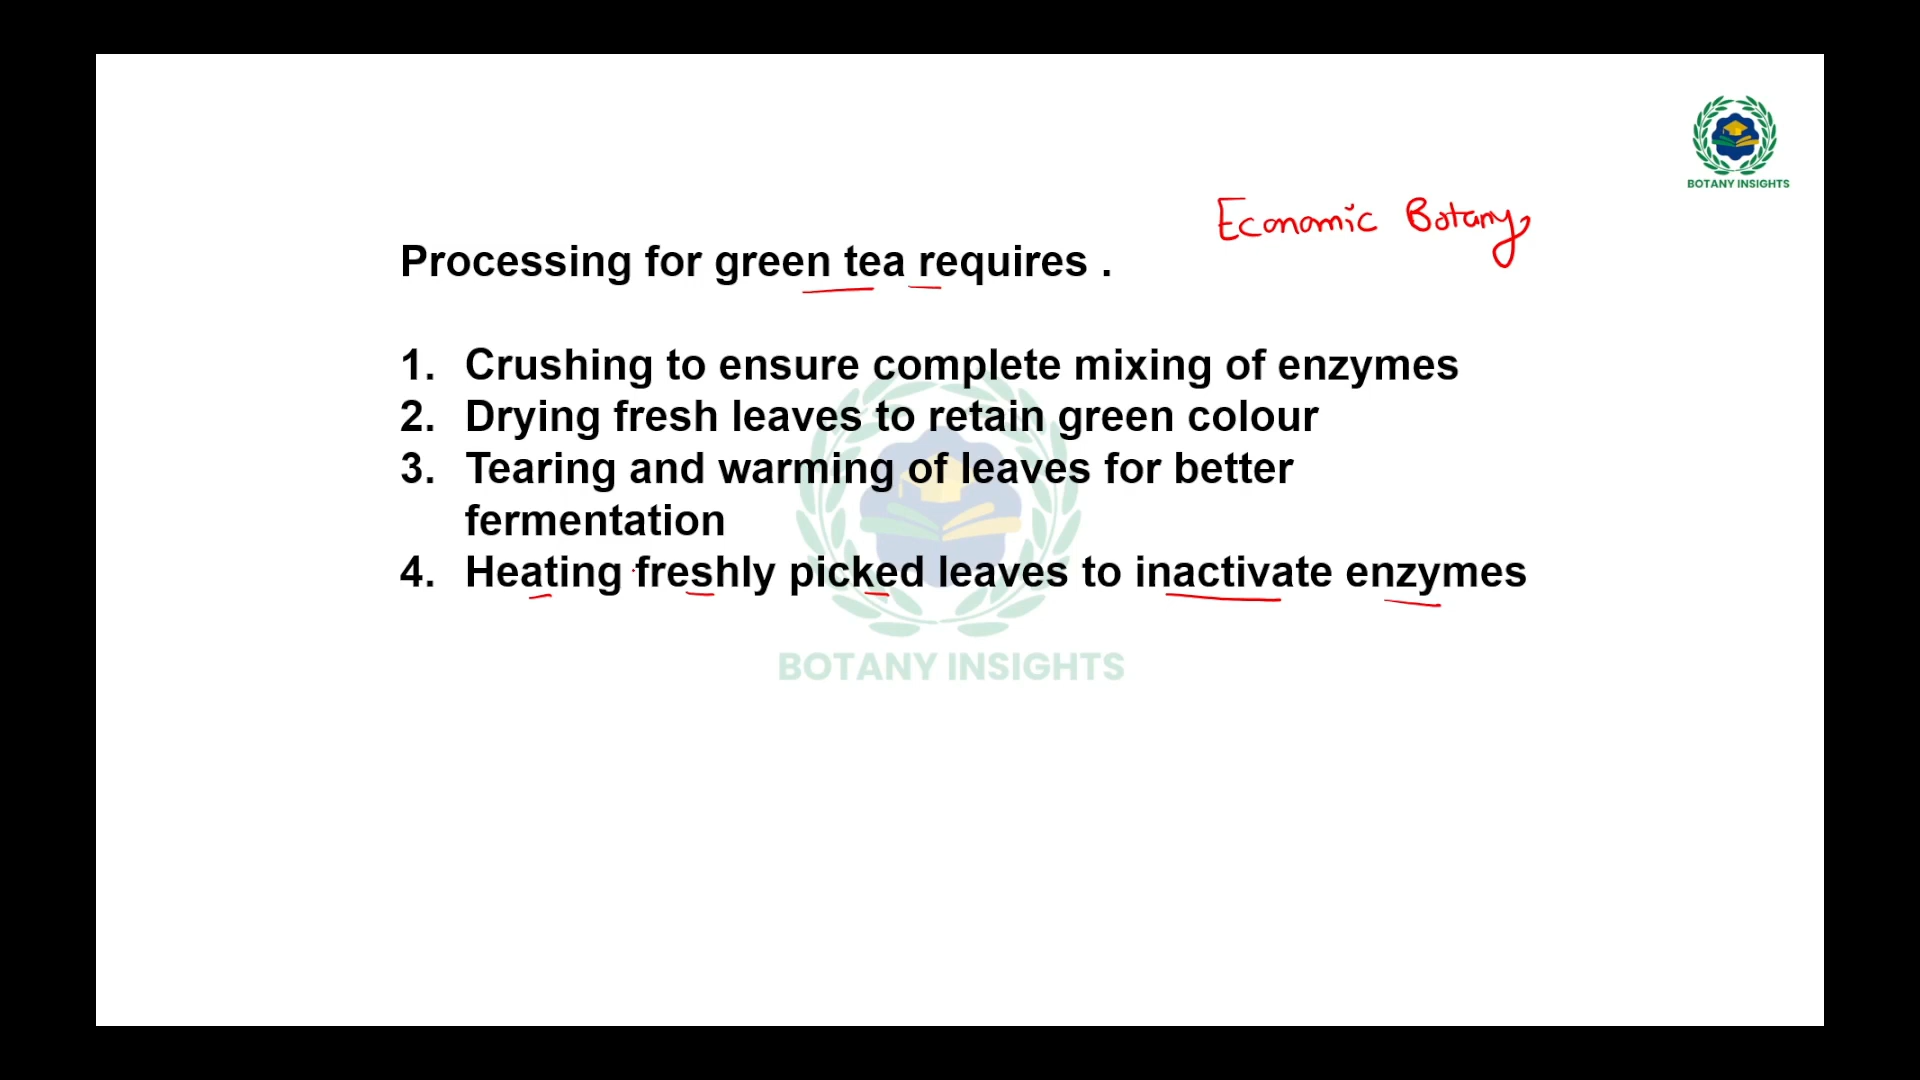 BOTANY INSIGHTS
Economic Botany
Processing for green tea requires .
1. Crushing to ensure complete mixing of enzymes
2. Drying fresh leaves to retain green colour
3. Tearing and warming of leaves for better
fermentation
4. Heating freshly picked leaves to inactivate enzymes
BOTANY INSIGHTS